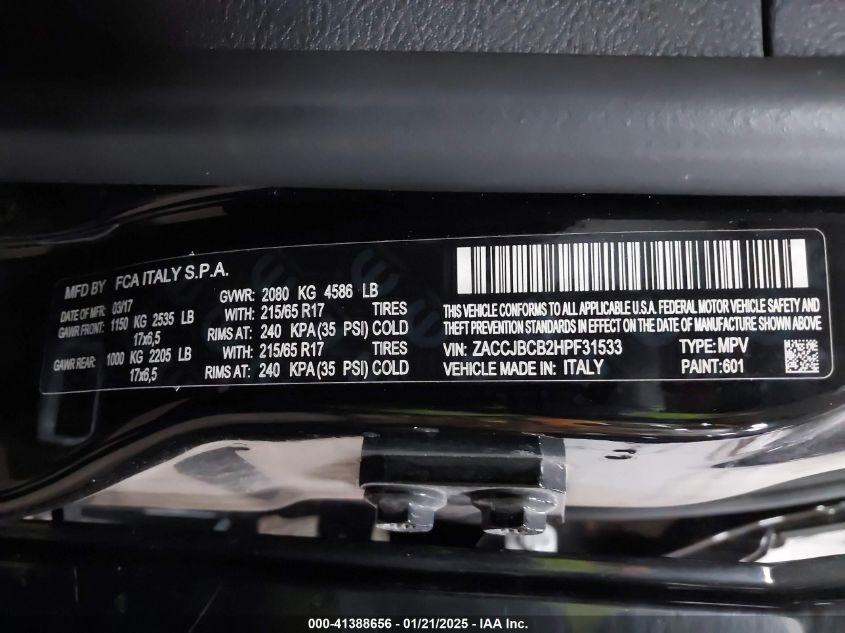 MFD BY FCA ITALY S.P.A.
DATE OF MFR: 03/17 GVWR: 2080 KG 4586 LB
GAWR FRONT: 1150 KG 2535 LB WITH: 215/65 R17 TIRES
17x6,5 RIMS AT: 240 KPA(35 PSI) COLD
GAWR REAR: 1000 KG 2205 LB WITH: 215/65 R17 TIRES
17x6,5 RIMS AT: 240 KPA(35 PSI) COLD
THIS VEHICLE CONFORMS TO ALL APPLICABLE U.S.A. FEDERAL MOTOR VEHICLE SAFETY AND
THEFT PREVENTION STANDARDS IN EFFECT ON THE DATE OF MANUFACTURE SHOWN ABOVE
VIN: ZACCJBCB2HPF31533 TYPE: MPV
VEHICLE MADE IN: ITALY PAINT: 601
000-41388656 - 01/21/2025 - IAA Inc.